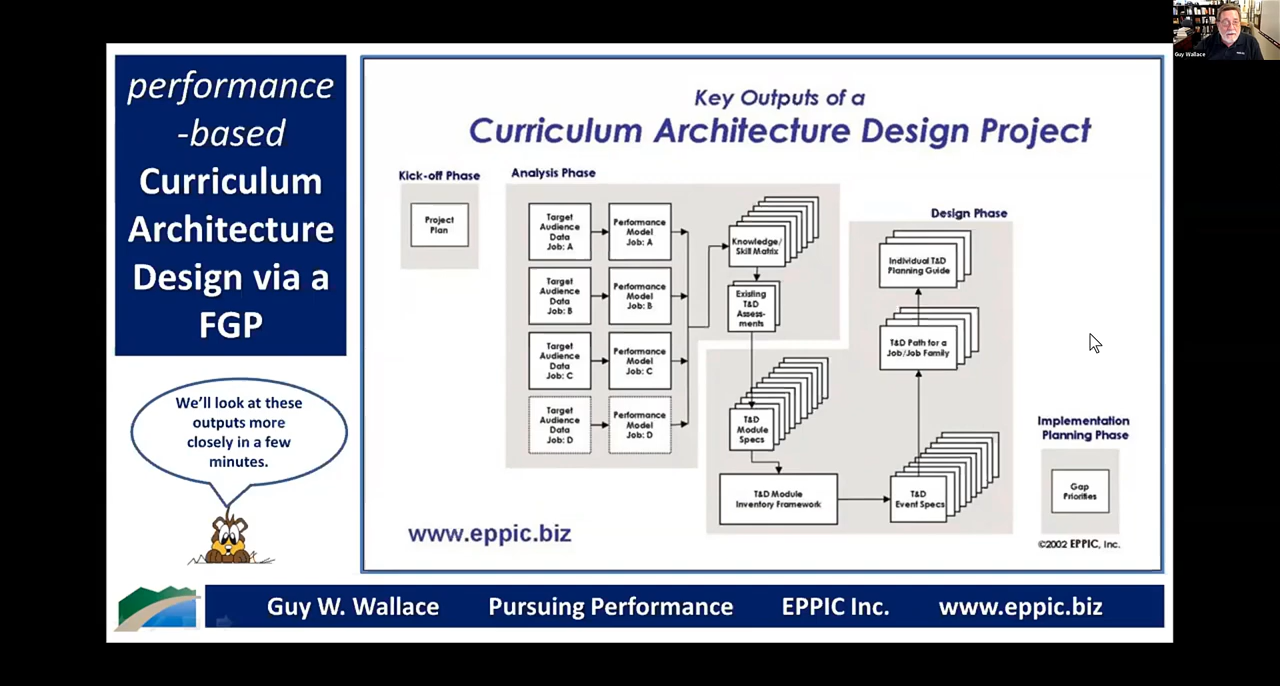 Guy Wallace
performance
-based
Curriculum
Architecture
Design via a
FGP
We'll look at these
outputs more
closely in a few
minutes.
Key Outputs of a
Curriculum Architecture Design Project
Kick-off Phase
Project
Plan
Analysis Phase
Target
Audience
Data
Job: A
Performance
Model
Job: A
Target
Audience
Data
Job: B
Performance
Model
Job: B
Target
Audience
Data
Job: C
Performance
Model
Job: C
Target
Audience
Data
Job: D
Performance
Model
Job: D
Knowledge/
Skill Matrix
Existing
T&D
Assess-
ments
Design Phase
T&D
Module
Specs
T&D Module
Inventory Framework
T&D
Event Specs
T&D Path for a
Job/Job Family
Individual T&D
Planning Guide
Implementation
Planning Phase
Gap
Priorities
©2002 EPPIC, Inc.
www.eppic.biz
Guy W. Wallace Pursuing Performance EPPIC Inc. www.eppic.biz